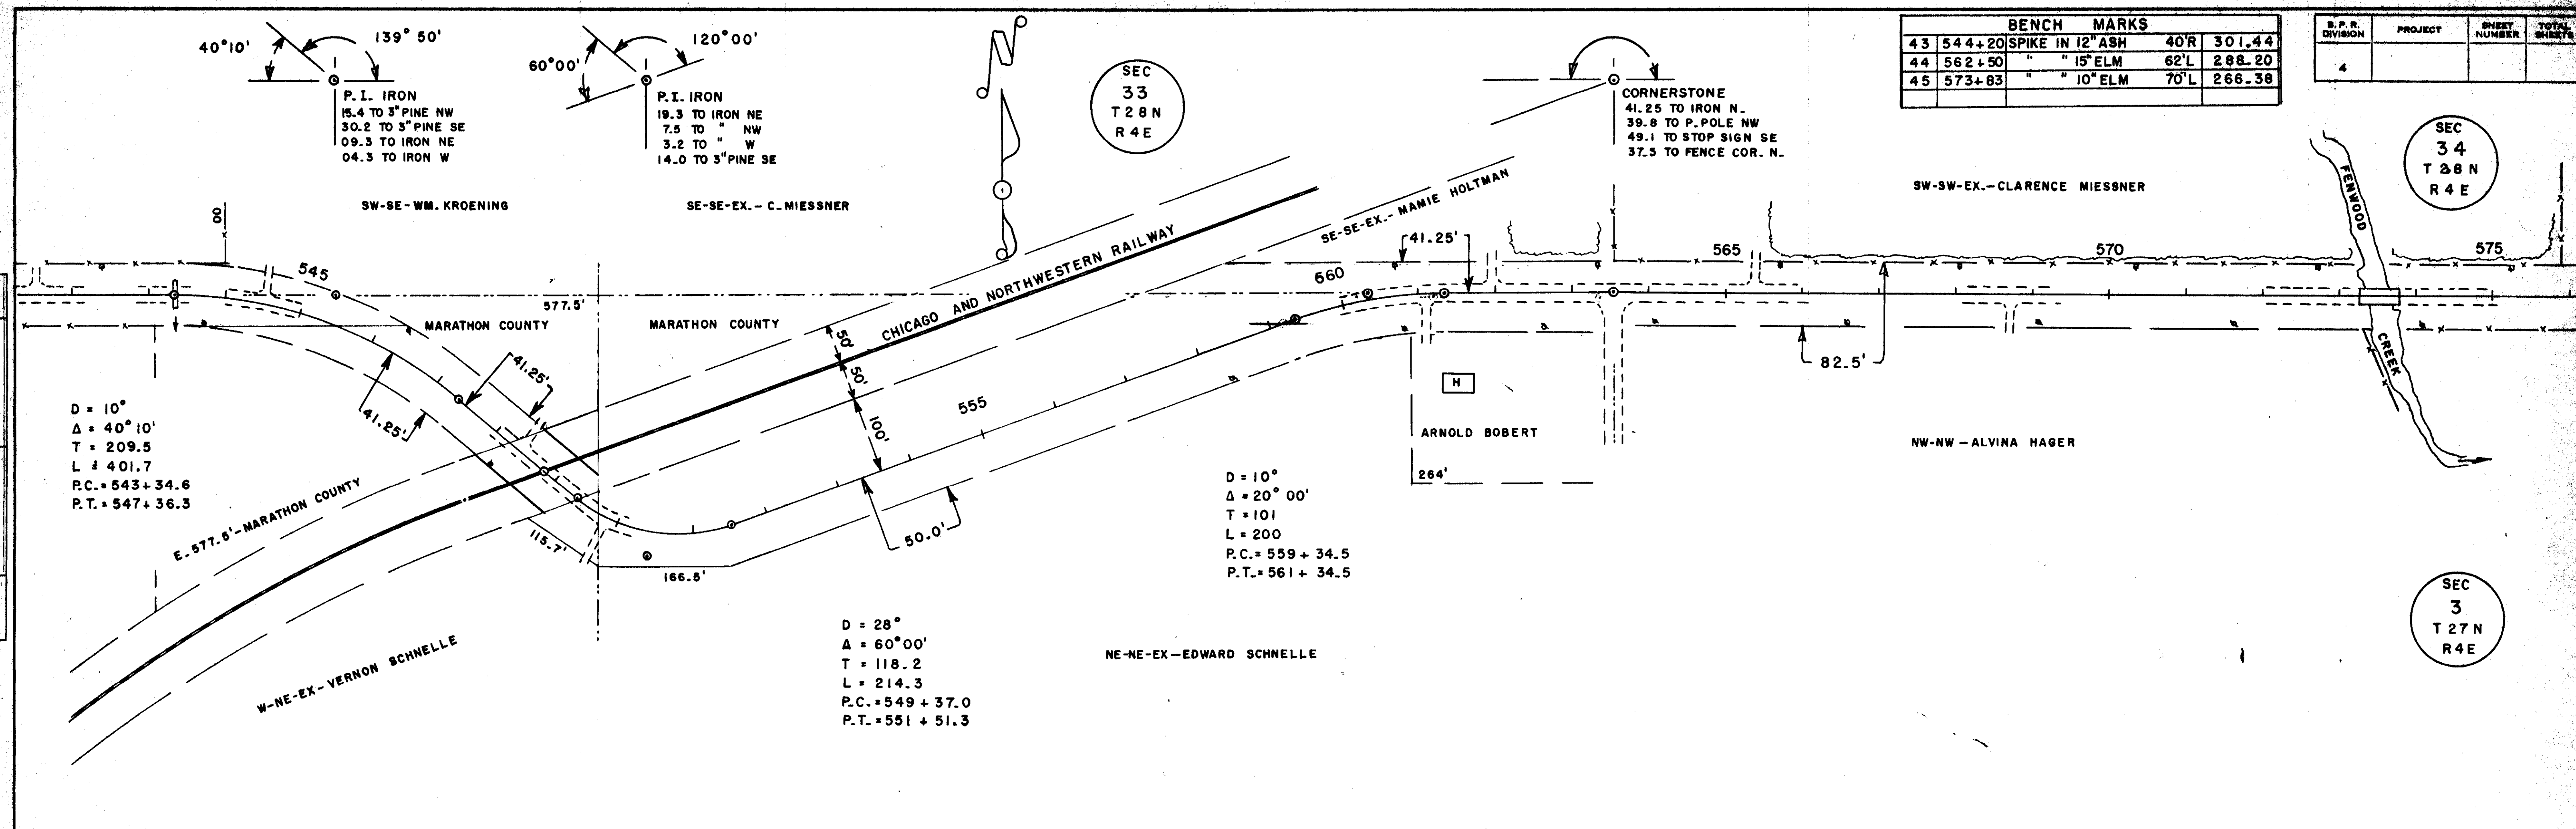 40°10'
139° 50'
P.I. IRON
15.4 TO 3" PINE NW
30.2 TO 3" PINE SE
09.3 TO IRON NE
04.3 TO IRON W
120°00'
60°00'
P.I. IRON
19.3 TO IRON NE
7.5 TO " NW
3.2 TO " W
14.0 TO 3" PINE SE
N
SEC
33
T 28 N
R 4 E
CORNERSTONE
41.25 TO IRON N.
39.8 TO P. POLE NW
49.1 TO STOP SIGN SE
37.5 TO FENCE COR. N.
BENCH MARKS
43 544+20 SPIKE IN 12" ASH 40'R 301.44
44 562+50 " " 15" ELM 62'L 288.20
45 573+83 " " 10" ELM 70'L 266.38
B.P.R. DIVISION
PROJECT
SHEET NUMBER
TOTAL SHEETS
4
SEC
34
T 28 N
R 4 E
SW-SE-WM. KROENING
SE-SE-EX.- C. MIESSNER
SE-SE-EX.- MAMIE HOLTMAN
SW-SW-EX.-CLARENCE MIESSNER
FENWOOD
CREEK
545
577.5'
MARATHON COUNTY
MARATHON COUNTY
CHICAGO AND NORTHWESTERN RAILWAY
41.25'
560
565
570
575
50'
50'
100'
555
41.25'
41.25'
82.5'
H
ARNOLD BOBERT
264'
NW-NW-ALVINA HAGER
D = 10°
Δ = 40° 10'
T = 209.5
L = 401.7
P.C. = 543+34.6
P.T. = 547+36.3
E. 577.5'-MARATHON COUNTY
115.7'
166.5'
50.0'
D = 10°
Δ = 20° 00'
T = 101
L = 200
P.C. = 559 + 34.5
P.T. = 561 + 34.5
W-NE-EX-VERNON SCHNELLE
D = 28°
Δ = 60°00'
T = 118.2
L = 214.3
P.C. = 549 + 37.0
P.T. = 551 + 51.3
NE-NE-EX-EDWARD SCHNELLE
SEC
3
T 27 N
R 4 E